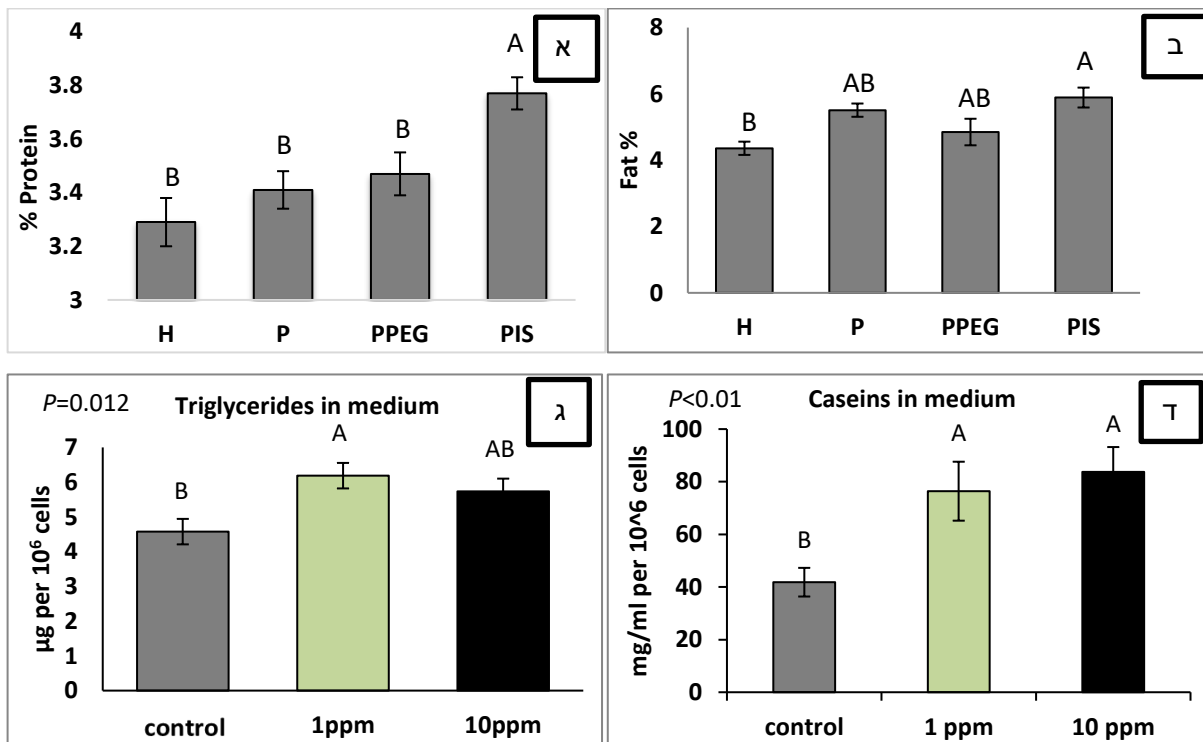 א
% Protein
4
3.8
3.6
3.4
3.2
3
B
B
B
A
H P PPEG PIS
ב
Fat %
8
6
4
2
0
B
AB
AB
A
H P PPEG PIS
ג
P=0.012 Triglycerides in medium
µg per 10⁶ cells
7
6
5
4
3
2
1
0
B
A
AB
control 1ppm 10ppm
ד
P<0.01 Caseins in medium
mg/ml per 10^6 cells
100
80
60
40
20
0
B
A
A
control 1 ppm 10 ppm